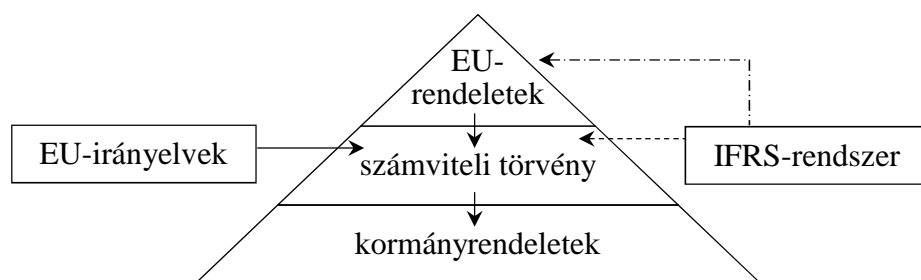 EU-
rendeletek
EU-irányelvek
számviteli törvény
IFRS-rendszer
kormányrendeletek